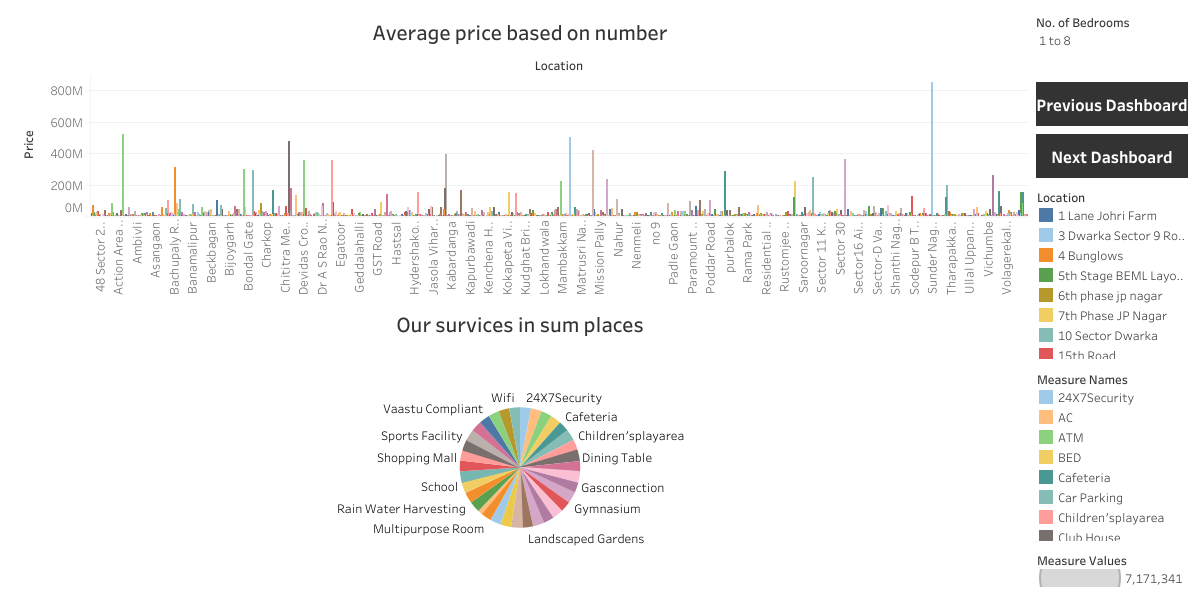 Average price based on number
Location
Price
800M
600M
400M
200M
0M
48 Sector 2..
Action Area ..
Ambivli
Asangaon
Bachupaly R..
Banamalipur
Beckbagan
Bijoygarh
Bondal Gate
Charkop
Chititra Me..
Devidas Cro..
Dr A S Rao N..
Egatoor
Geddalahalli
GST Road
Hastsal
Hydershako..
Jasola Vihar..
Kabardanga
Kapurbawadi
Kenchena H..
Kokapeta Vi..
Kudghat Bri..
Lokhandwala
Mambakkam
Matrusri Na..
Mission Pally
Nahur
Nenmeli
no 9
Padle Gaon
Paramount ..
Poddar Road
purbalok
Rama Park
Residential ..
Rustomjee ..
Saroornagar
Sector 11 K..
Sector 30
Sector16 Ai..
Sector-D Va..
Shanthi Nag..
Sodepur B T..
Sunder Nag..
Tharapakka..
Ullal Uppan..
Vichumbe
Volagerekal..
Our survices in sum places
Wifi
24X7Security
Vaastu Compliant
Cafeteria
Sports Facility
Children'splayarea
Shopping Mall
Dining Table
School
Gasconnection
Rain Water Harvesting
Gymnasium
Multipurpose Room
Landscaped Gardens
No. of Bedrooms
1 to 8
Previous Dashboard
Next Dashboard
Location
1 Lane Johri Farm
3 Dwarka Sector 9 Ro..
4 Bunglows
5th Stage BEML Layo..
6th phase jp nagar
7th Phase JP Nagar
10 Sector Dwarka
15th Road
Measure Names
24X7Security
AC
ATM
BED
Cafeteria
Car Parking
Children'splayarea
Club House
Measure Values
7,171,341